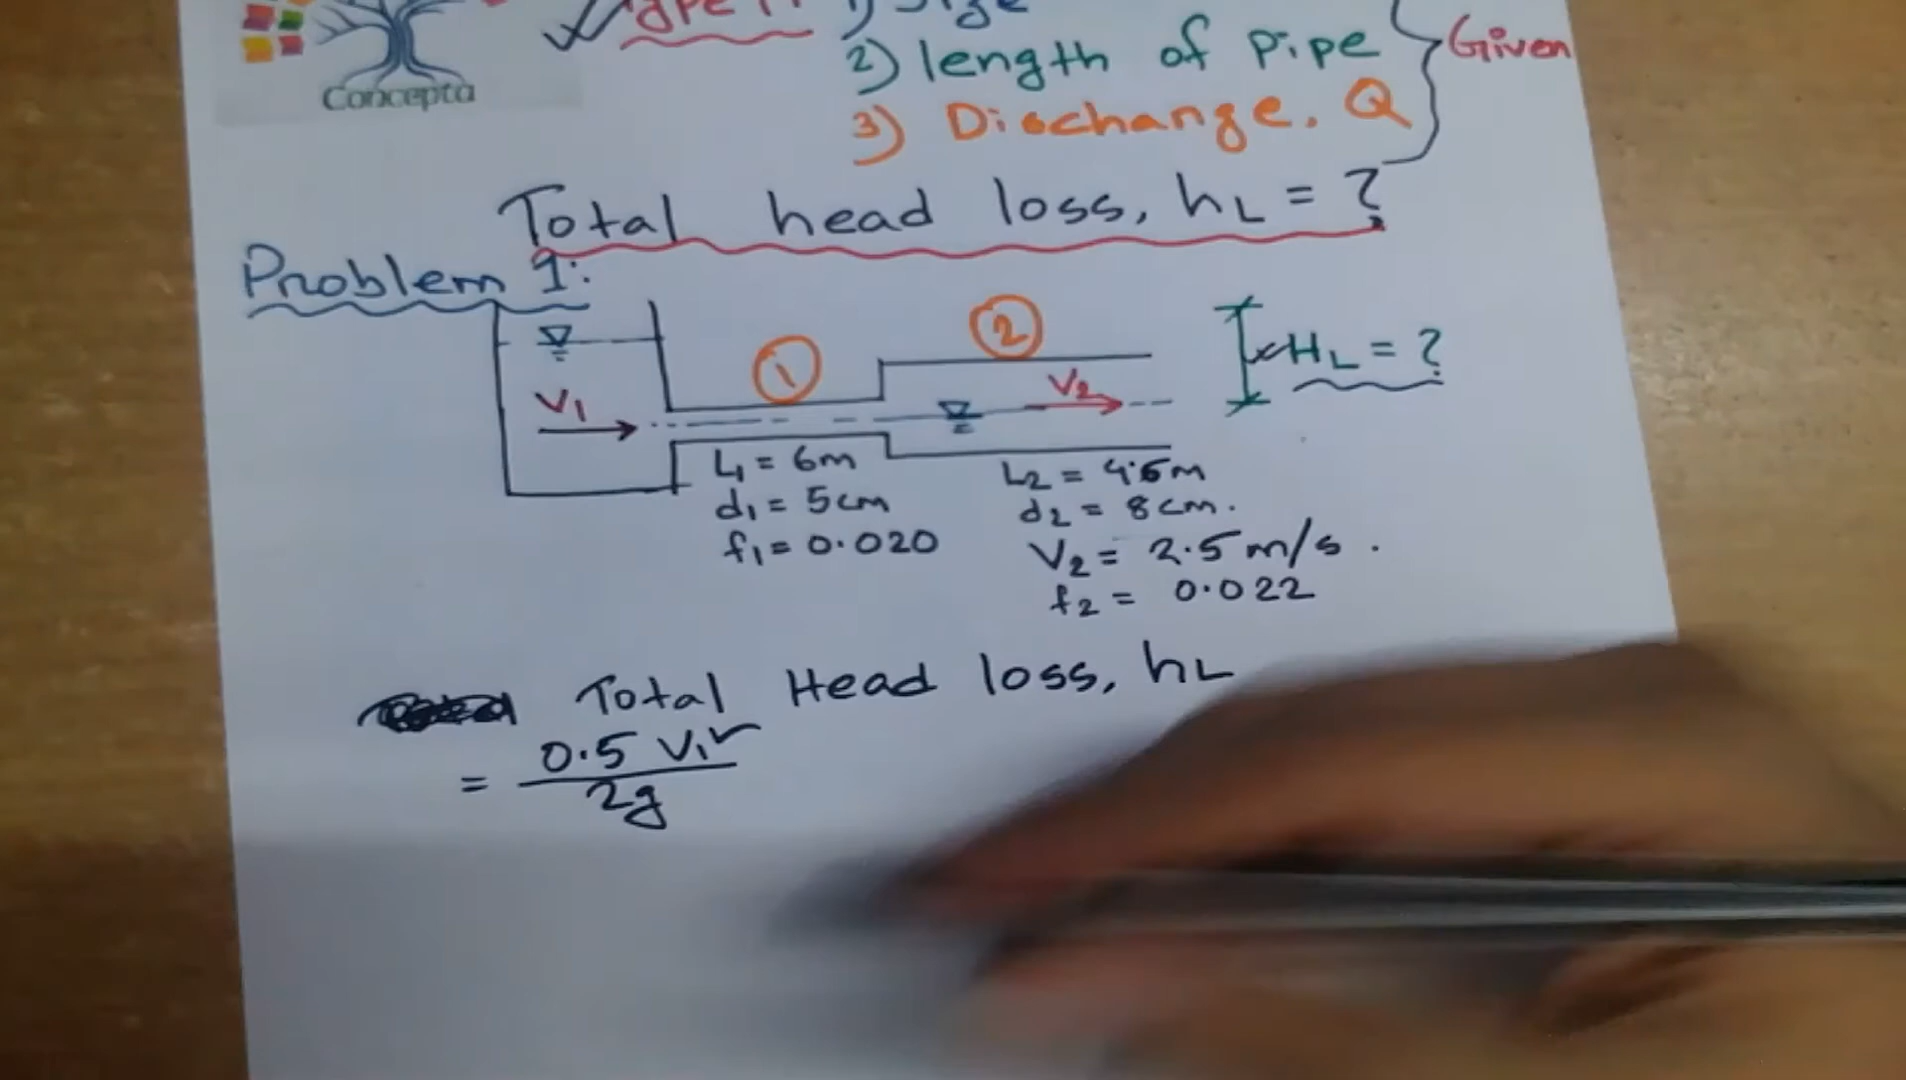 1) Size
2) length of pipe
3) Dischange, Q
Given
Concepta
Total head loss, hL = ?
Problem 1:
1
2
HL = ?
V1
V2
L1 = 6m
d1 = 5cm
f1 = 0.020
L2 = 4.5m
d2 = 8cm.
V2 = 2.5 m/s.
f2 = 0.022
Total Head loss, hL
= 0.5 V1²
2g